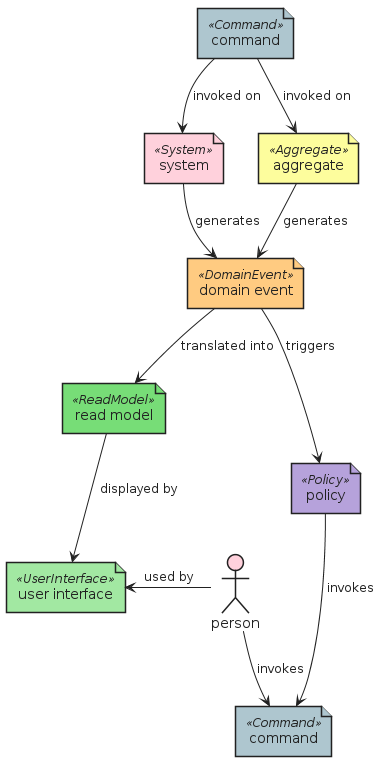 «Command»
command
invoked on
invoked on
«System»
system
«Aggregate»
aggregate
generates
generates
«DomainEvent»
domain event
translated into
triggers
«ReadModel»
read model
«Policy»
policy
displayed by
«UserInterface»
user interface
used by
person
invokes
invokes
«Command»
command